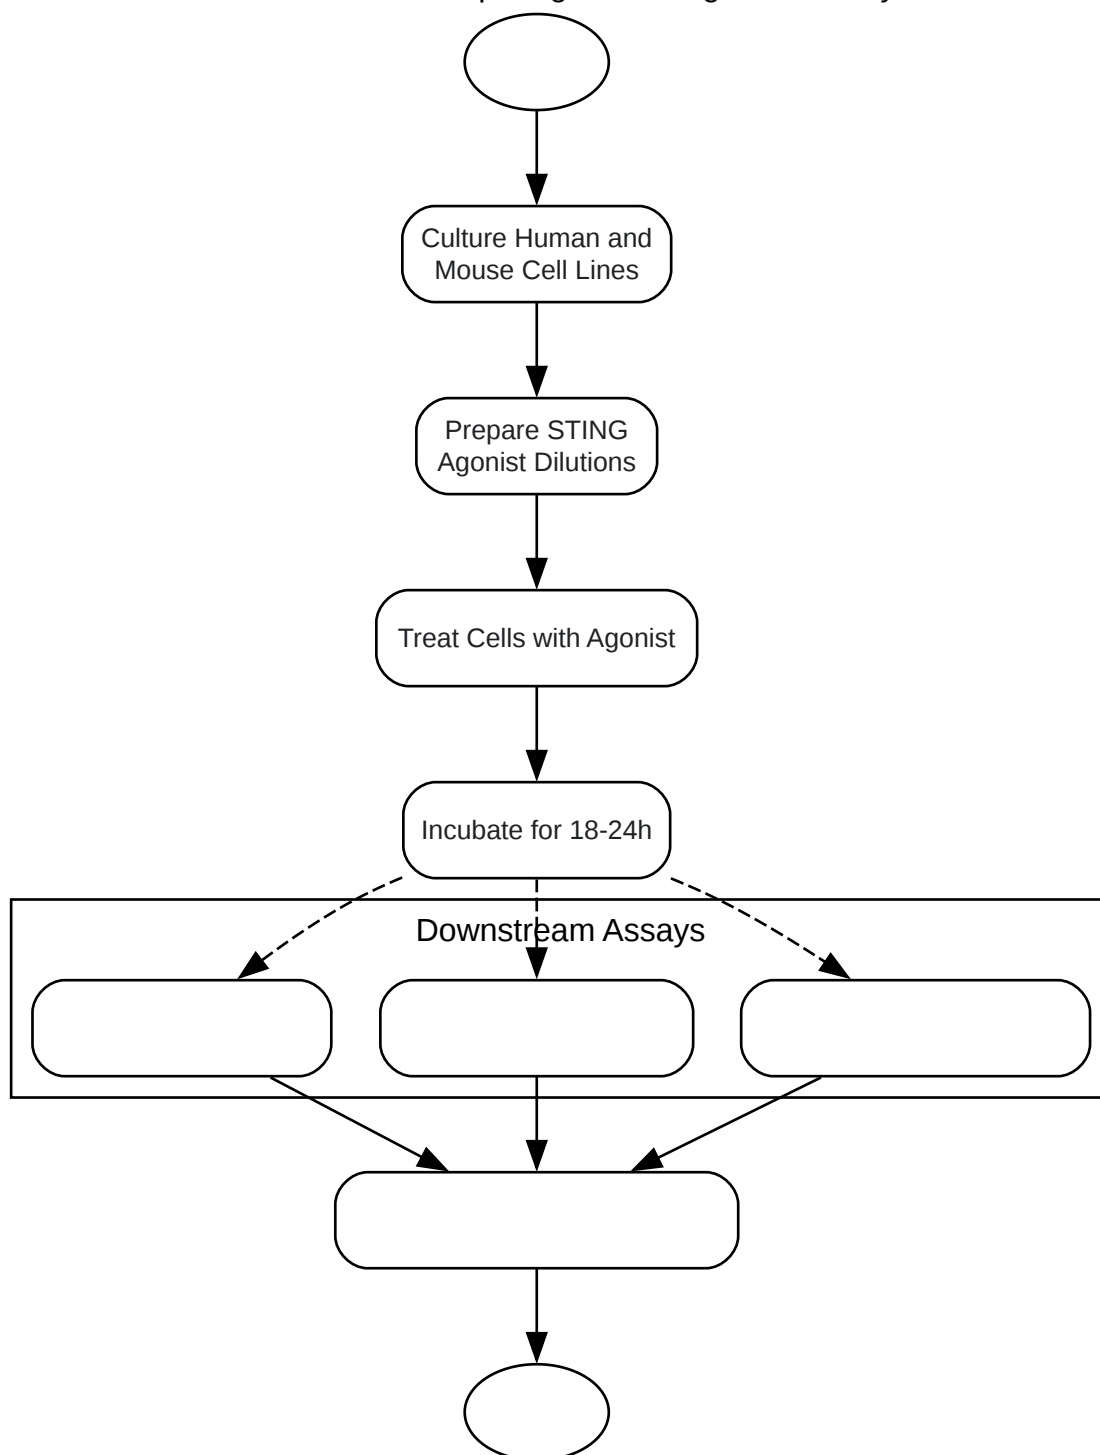 Culture Human and
Mouse Cell Lines
Prepare STING
Agonist Dilutions
Treat Cells with Agonist
Incubate for 18-24h
Downstream Assays